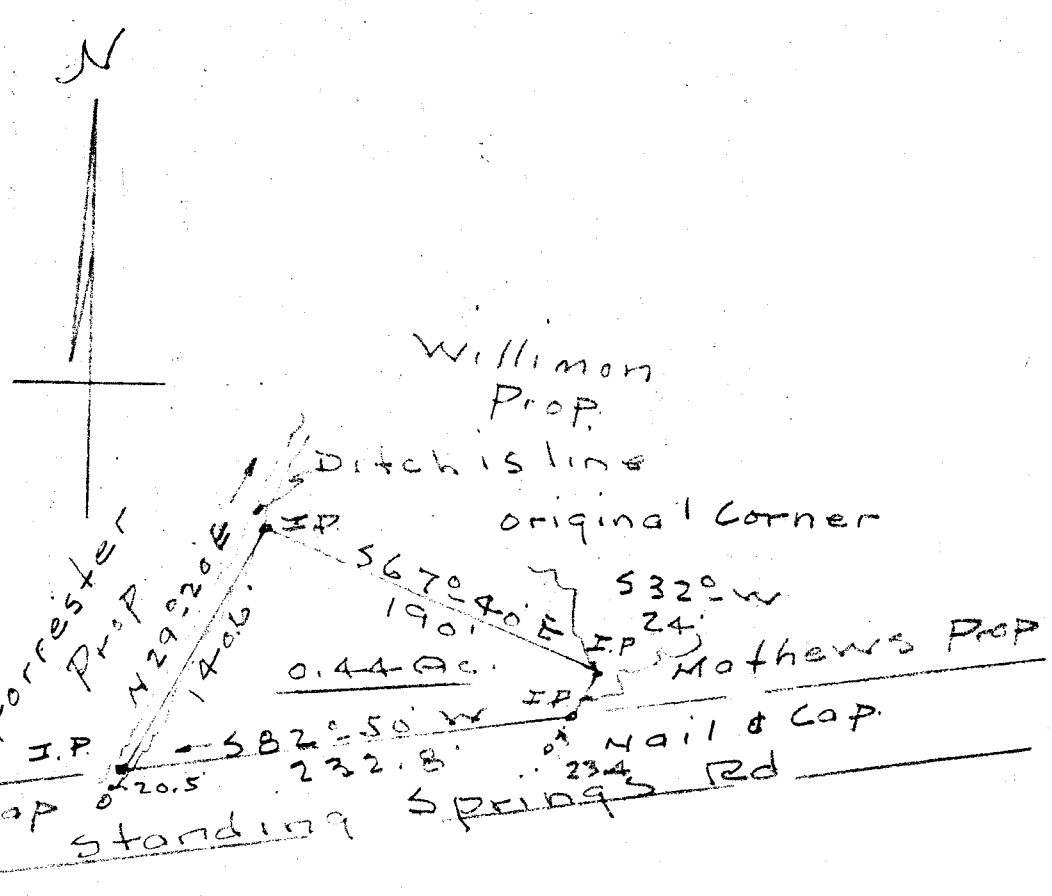 N
Willimon
Prop.
Ditch is line
original Corner
I.P.
N 29°-20' E
140.6'
Prop
S 67°-40' E
190.'
S 32°-W
24.'
I.P
Mathews Prop
0.44 Ac.
I.P.
Nail & Cap.
I.P.
S 82°-50' W
232.8'
20.5'
23.4
Standing Springs Rd